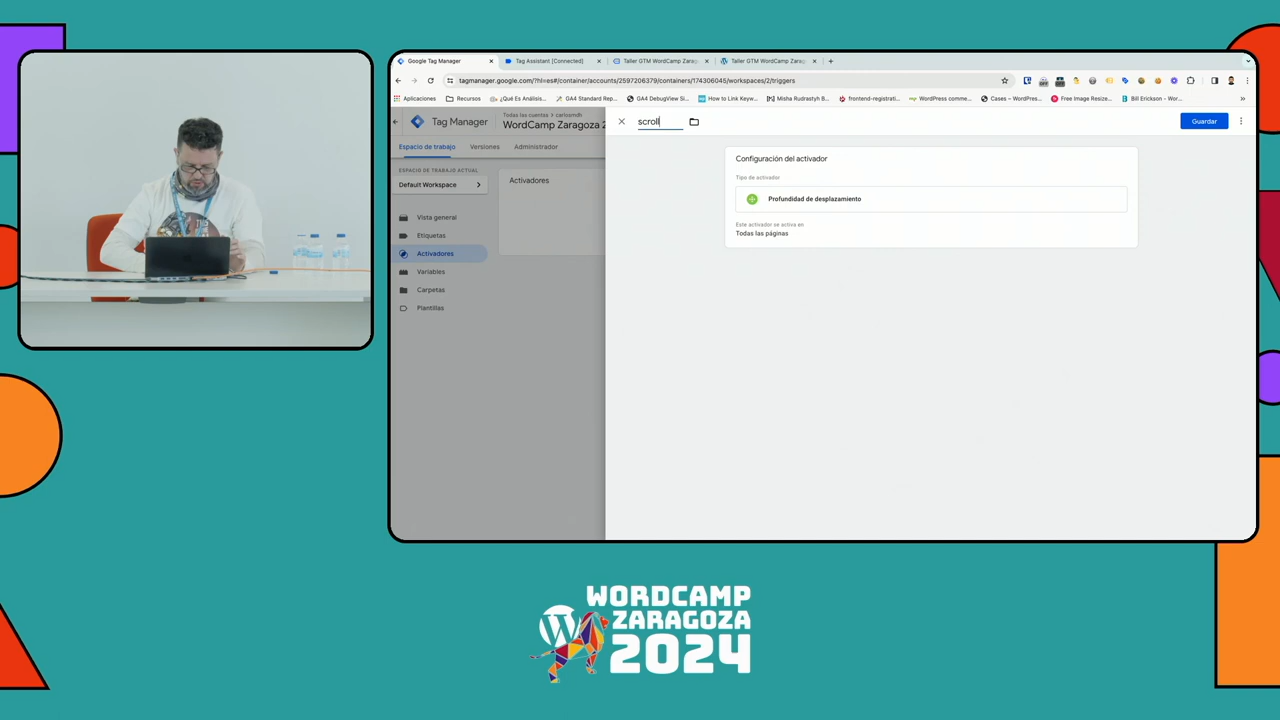 Google Tag Manager
Tag Assistant [Connected]
Taller GTM WordCamp Zarag
Taller GTM WordCamp Zarag
tagmanager.google.com/?hl=es#/container/accounts/2597206379/containers/174306045/workspaces/2/triggers
Aplicaciones
Recursos
¿Qué Es Análisis...
GA4 Standard Rep...
GA4 DebugView Si...
How to Link Keyw...
Misha Rudrastyh B...
frontend-registrati...
WordPress comme...
Cases – WordPres...
Free Image Resize...
Bill Erickson - Wor...
Tag Manager
Todas las cuentas > carlosmdh
WordCamp Zaragoza 2
scroll
Guardar
Espacio de trabajo
Versiones
Administrador
ESPACIO DE TRABAJO ACTUAL
Default Workspace
Activadores
Vista general
Etiquetas
Activadores
Variables
Carpetas
Plantillas
Configuración del activador
Tipo de activador
Profundidad de desplazamiento
Este activador se activa en
Todas las páginas
WORDCAMP
ZARAGOZA
2024